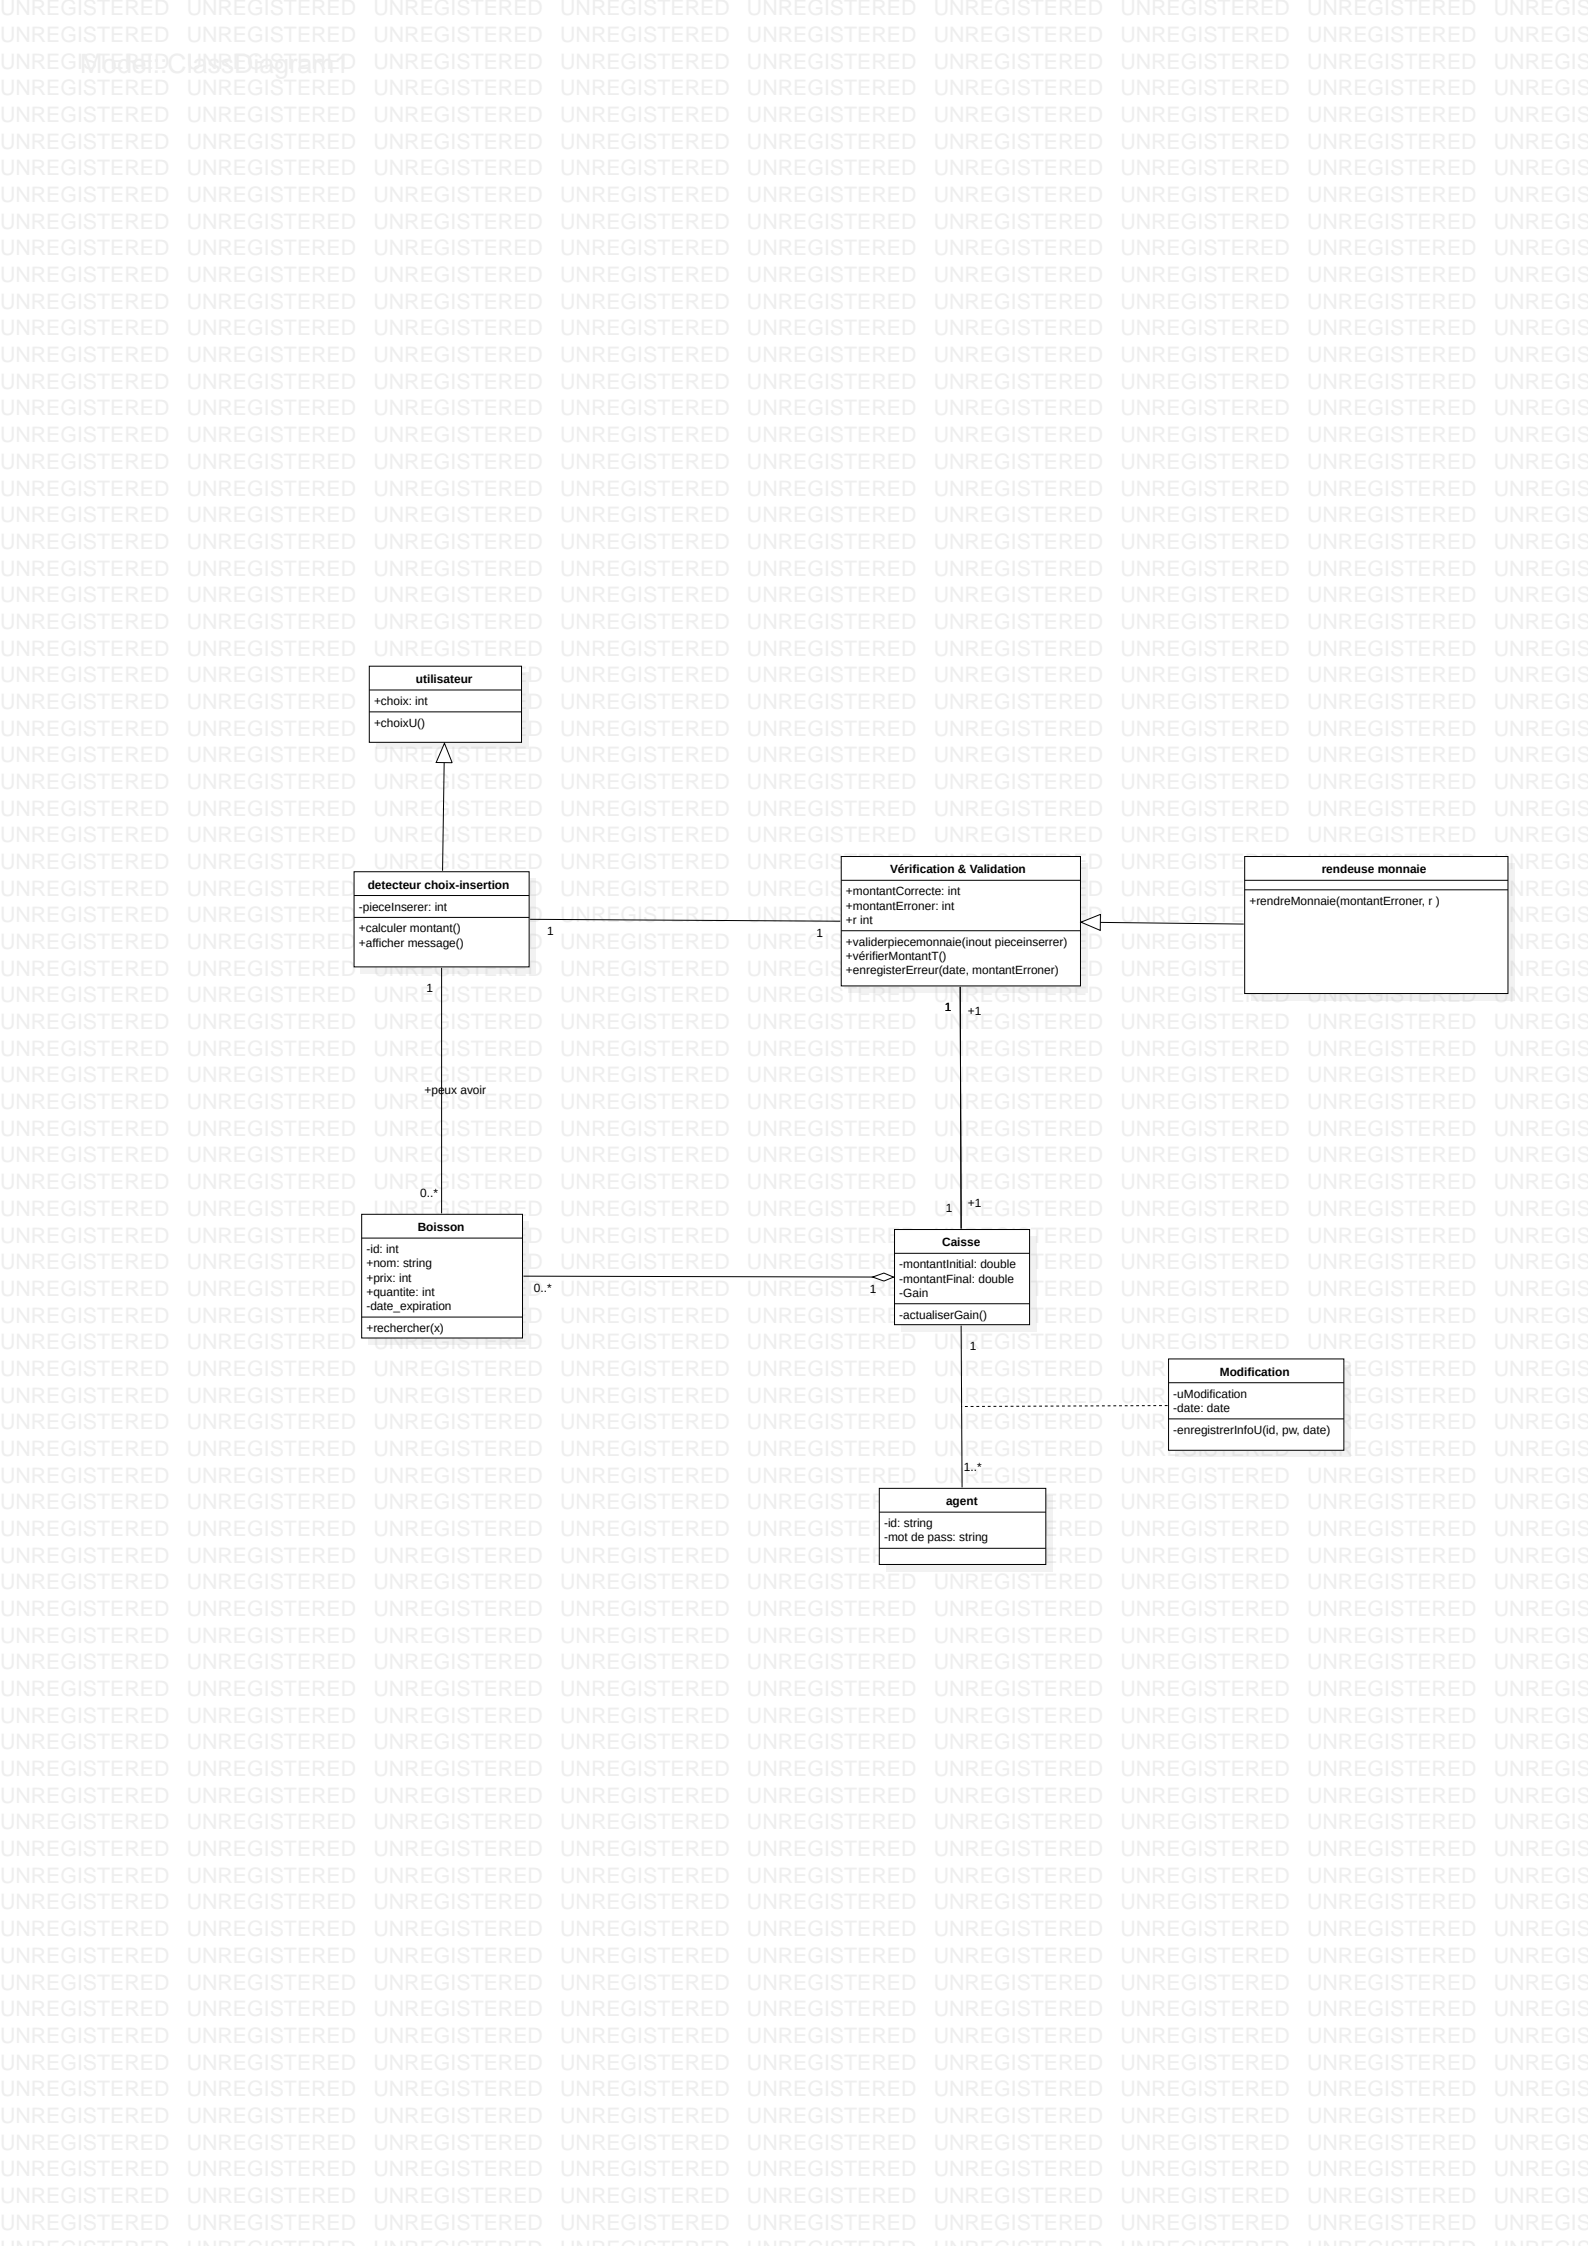 Model::ClassDiagram1
utilisateur
+choix: int
+choixU()
detecteur choix-insertion
-pieceInserer: int
+calculer montant()
+afficher message()
1
1
Vérification & Validation
+montantCorrecte: int
+montantErroner: int
+r int
+validerpiecemonnaie(inout pieceinserrer)
+vérifierMontantT()
+enregisterErreur(date, montantErroner)
rendeuse monnaie
+rendreMonnaie(montantErroner, r )
1
+peux avoir
0..*
1
+1
1
+1
Boisson
-id: int
+nom: string
+prix: int
+quantite: int
-date_expiration
+rechercher(x)
0..*
1
Caisse
-montantInitial: double
-montantFinal: double
-Gain
-actualiserGain()
1
1..*
Modification
-uModification
-date: date
-enregistrerInfoU(id, pw, date)
agent
-id: string
-mot de pass: string
UNREGISTERED